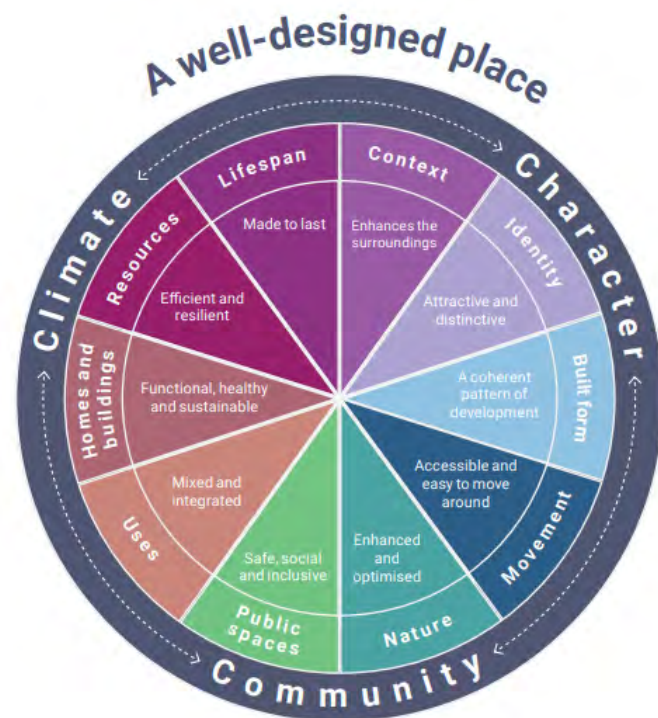 A well-designed place
Climate
Character
Community
Context
Enhances the
surroundings
Identity
Attractive and
distinctive
Built form
A coherent
pattern of
development
Movement
Accessible and
easy to move
around
Nature
Enhanced
and
optimised
Public
spaces
Safe, social
and inclusive
Uses
Mixed and
integrated
Homes and
buildings
Functional, healthy
and sustainable
Resources
Efficient and
resilient
Lifespan
Made to last